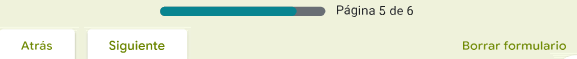 Página 5 de 6
Atrás
Siguiente
Borrar formulario